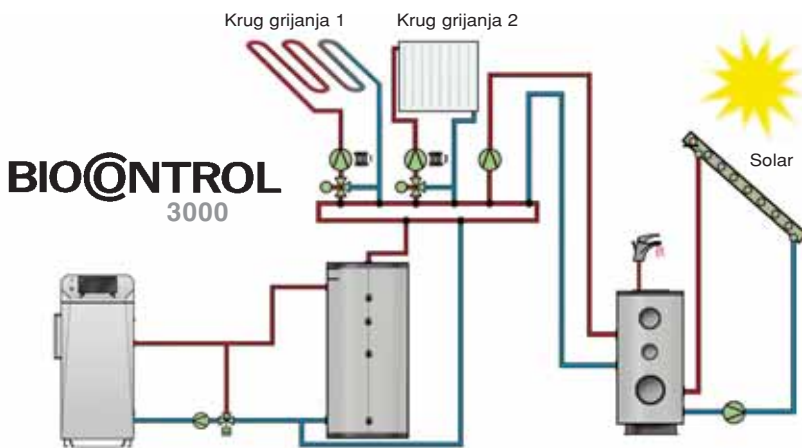 Krug grijanja 1
Krug grijanja 2
BIOCONTROL
3000
Solar